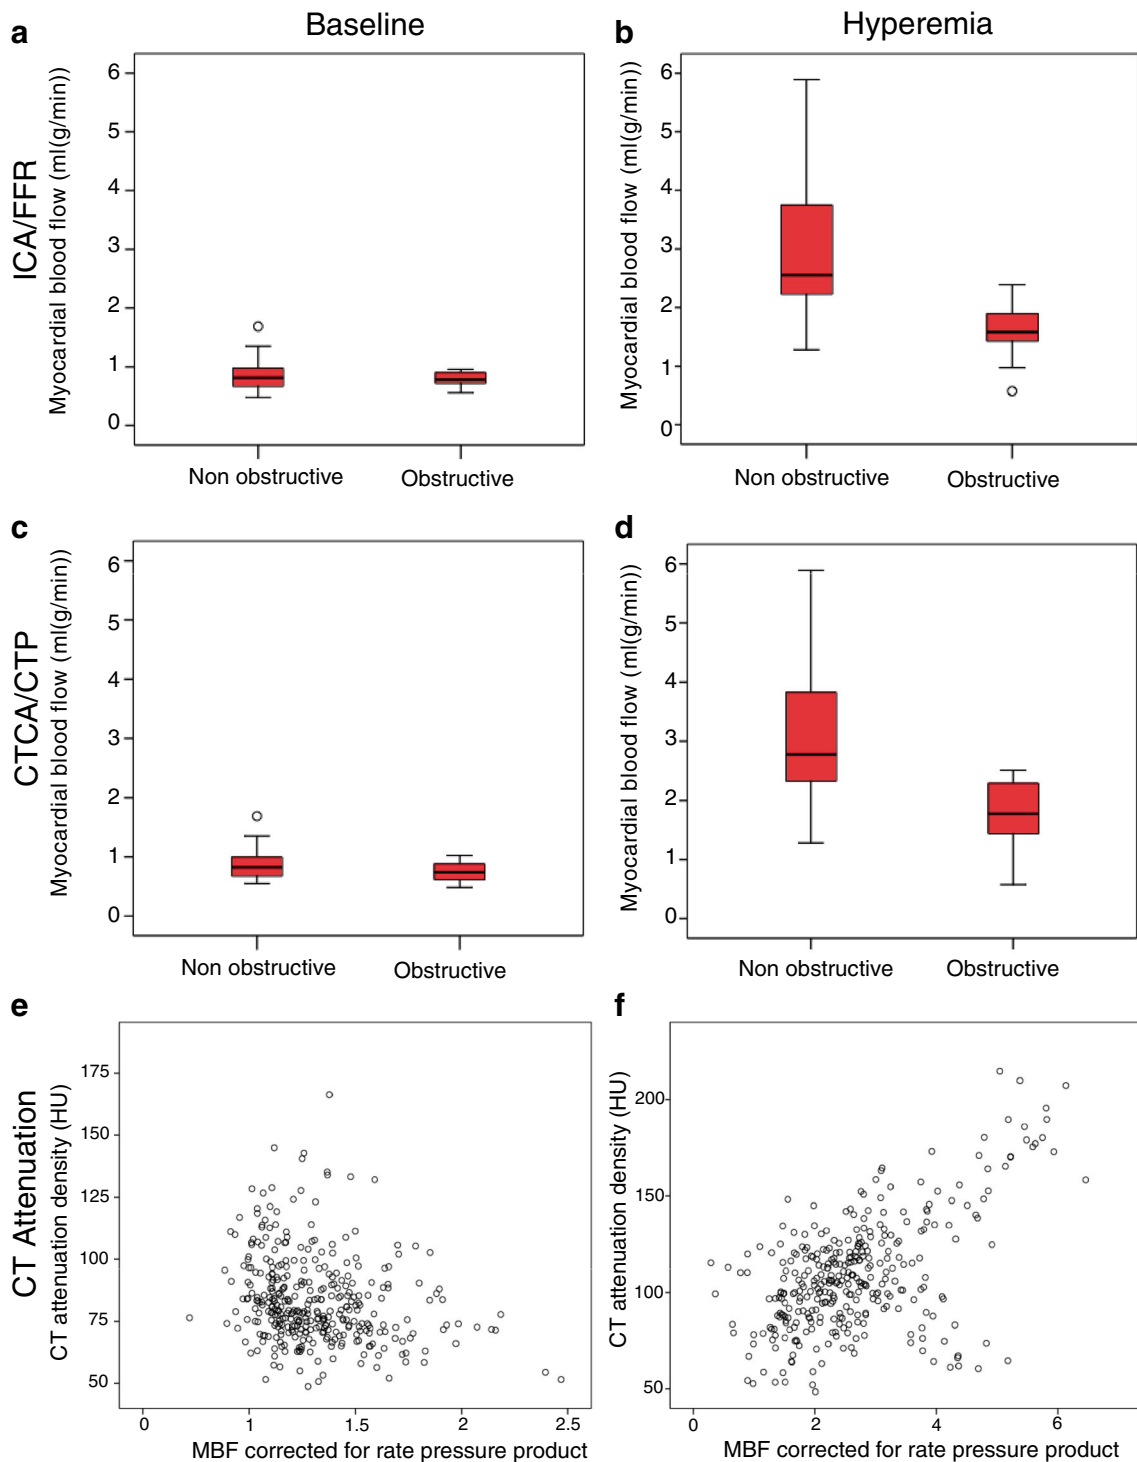 a
Baseline
b
Hyperemia
ICA/FFR
Myocardial blood flow (ml(g/min))
6
5
4
3
2
1
0
Non obstructive
Obstructive
Myocardial blood flow (ml(g/min))
6
5
4
3
2
1
0
Non obstructive
Obstructive
c
d
CTCA/CTP
Myocardial blood flow (ml(g/min))
6
5
4
3
2
1
0
Non obstructive
Obstructive
Myocardial blood flow (ml(g/min))
6
5
4
3
2
1
0
Non obstructive
Obstructive
e
f
CT Attenuation
CT attenuation density (HU)
175
150
125
100
75
50
0
1
1.5
2
2.5
MBF corrected for rate pressure product
CT attenuation density (HU)
200
150
100
50
0
2
4
6
MBF corrected for rate pressure product